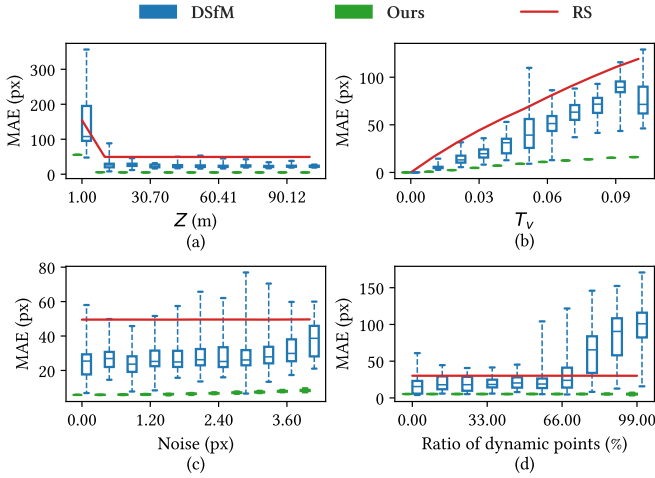 DSfM Ours RS
MAE (px)
300
200
100
0
1.00 30.70 60.41 90.12
Z (m)
(a)
MAE (px)
100
50
0
0.00 0.03 0.06 0.09
Tv
(b)
MAE (px)
80
60
40
20
0.00 1.20 2.40 3.60
Noise (px)
(c)
MAE (px)
150
100
50
0
0.00 33.00 66.00 99.00
Ratio of dynamic points (%)
(d)